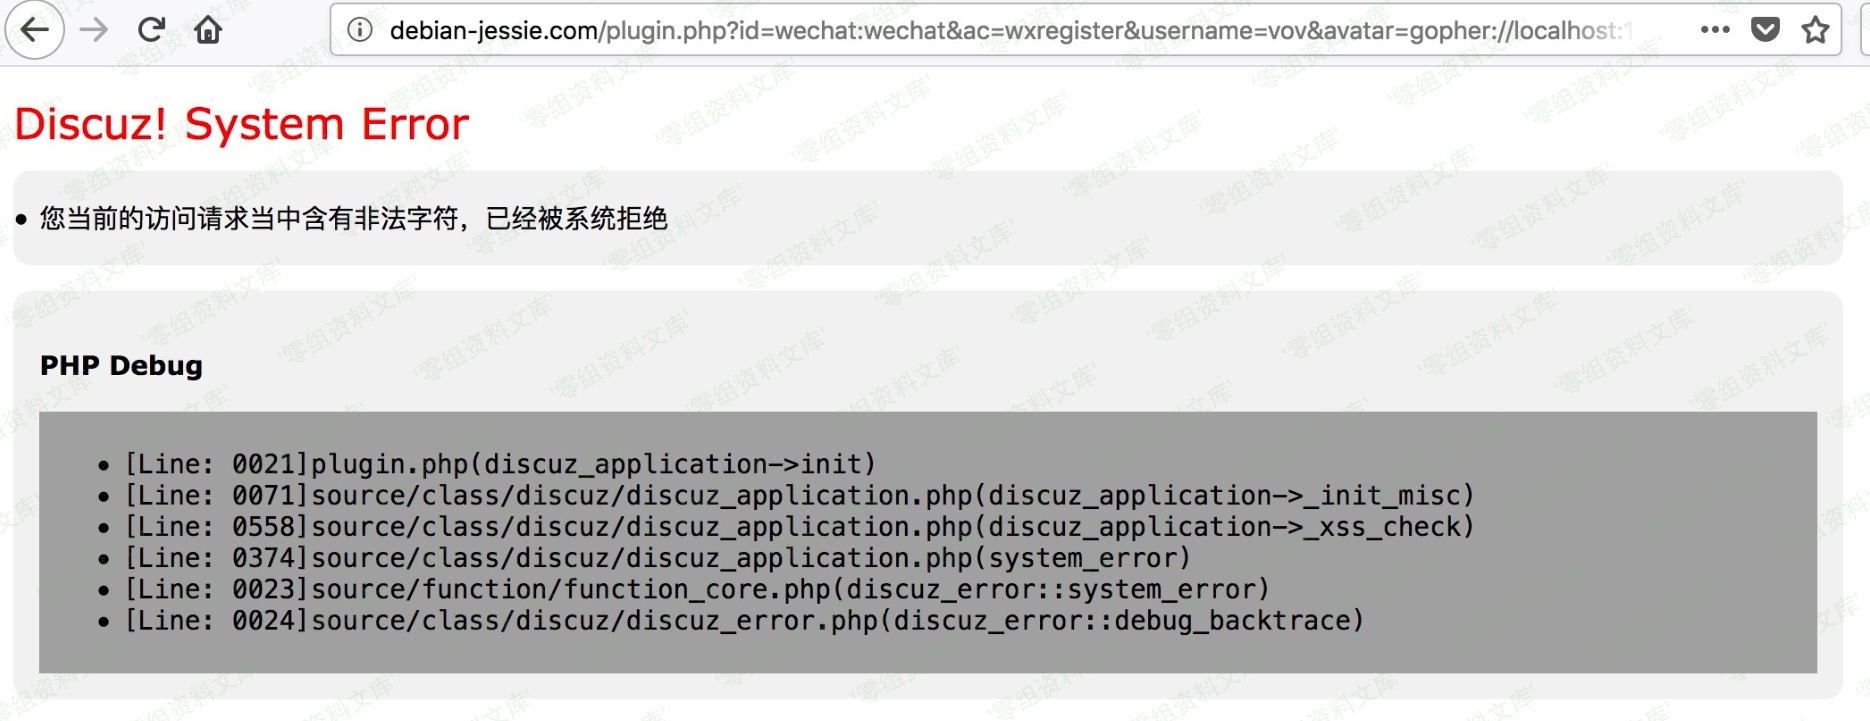 debian-jessie.com/plugin.php?id=wechat:wechat&ac=wxregister&username=vov&avatar=gopher://localhost:1
Discuz! System Error
• 您当前的访问请求当中含有非法字符，已经被系统拒绝
PHP Debug
• [Line: 0021]plugin.php(discuz_application->init)
• [Line: 0071]source/class/discuz/discuz_application.php(discuz_application->_init_misc)
• [Line: 0558]source/class/discuz/discuz_application.php(discuz_application->_xss_check)
• [Line: 0374]source/class/discuz/discuz_application.php(system_error)
• [Line: 0023]source/function/function_core.php(discuz_error::system_error)
• [Line: 0024]source/class/discuz/discuz_error.php(discuz_error::debug_backtrace)
'零组资料文库'